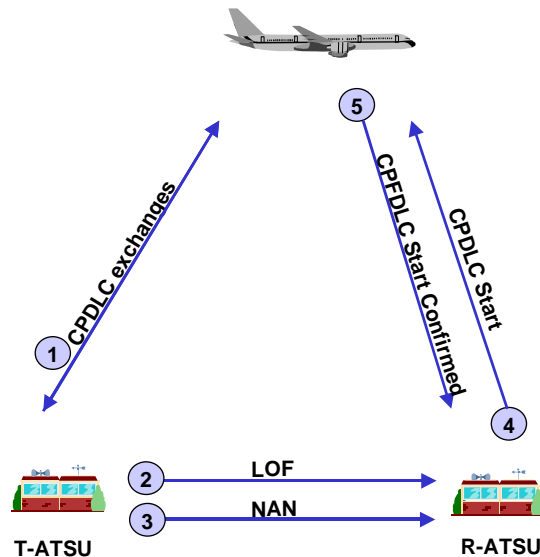 5
CPDLC exchanges
CPFDLC Start Confirmed
CPDLC Start
1
4
2
LOF
3
NAN
T-ATSU
R-ATSU